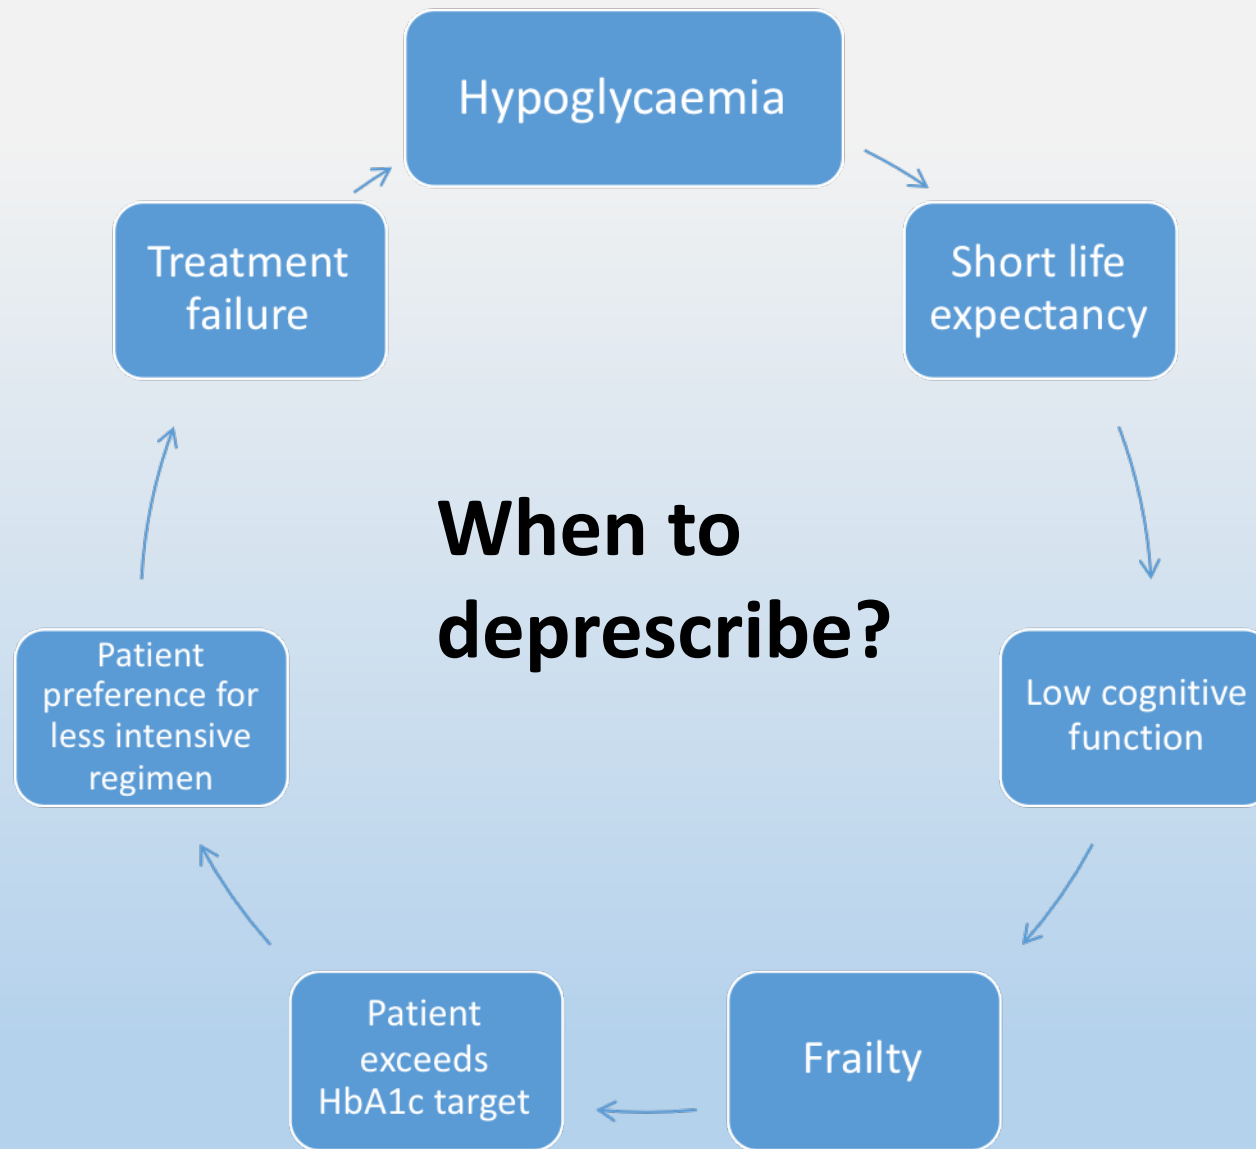 Hypoglycaemia
Short life
expectancy
Low cognitive
function
Frailty
Patient
exceeds
HbA1c target
Patient
preference for
less intensive
regimen
Treatment
failure
When to
deprescribe?